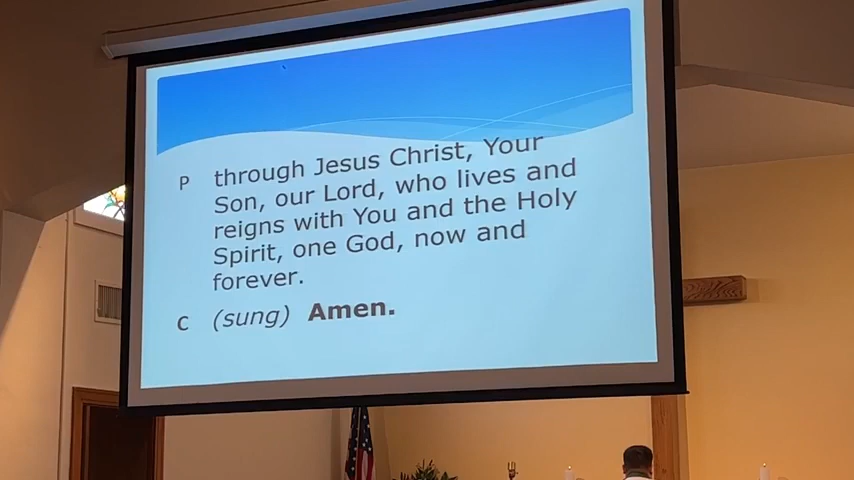 P through Jesus Christ, Your
Son, our Lord, who lives and
reigns with You and the Holy
Spirit, one God, now and
forever.
C (sung) Amen.